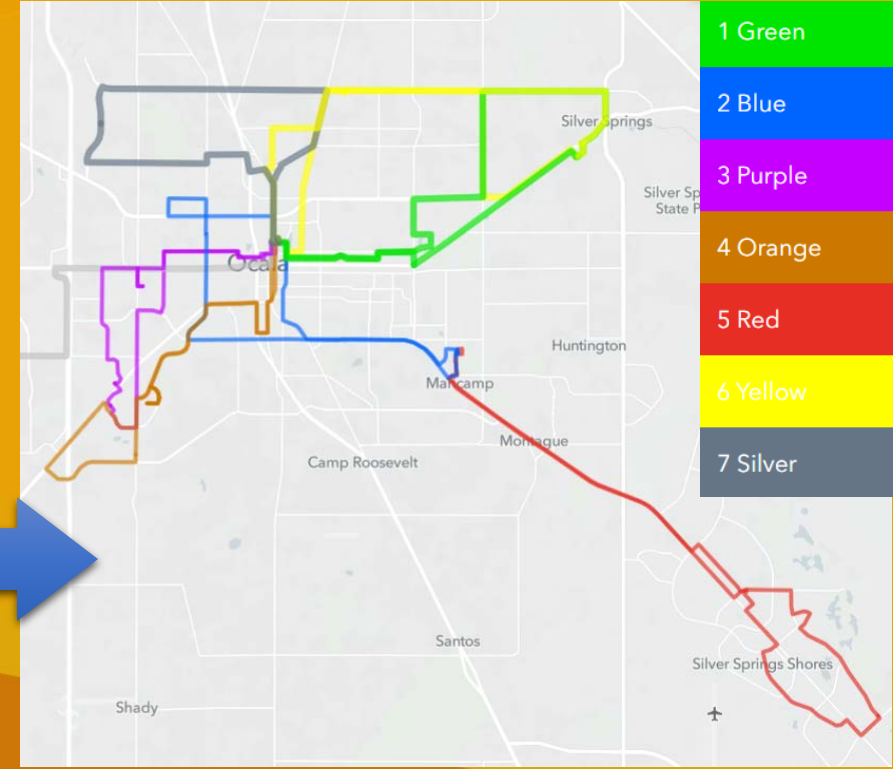 1 Green
2 Blue
3 Purple
4 Orange
5 Red
6 Yellow
7 Silver
Silver Springs
Silver Sp
State P
Ocala
Huntington
Maricamp
Montague
Camp Roosevelt
Santos
Silver Springs Shores
Shady